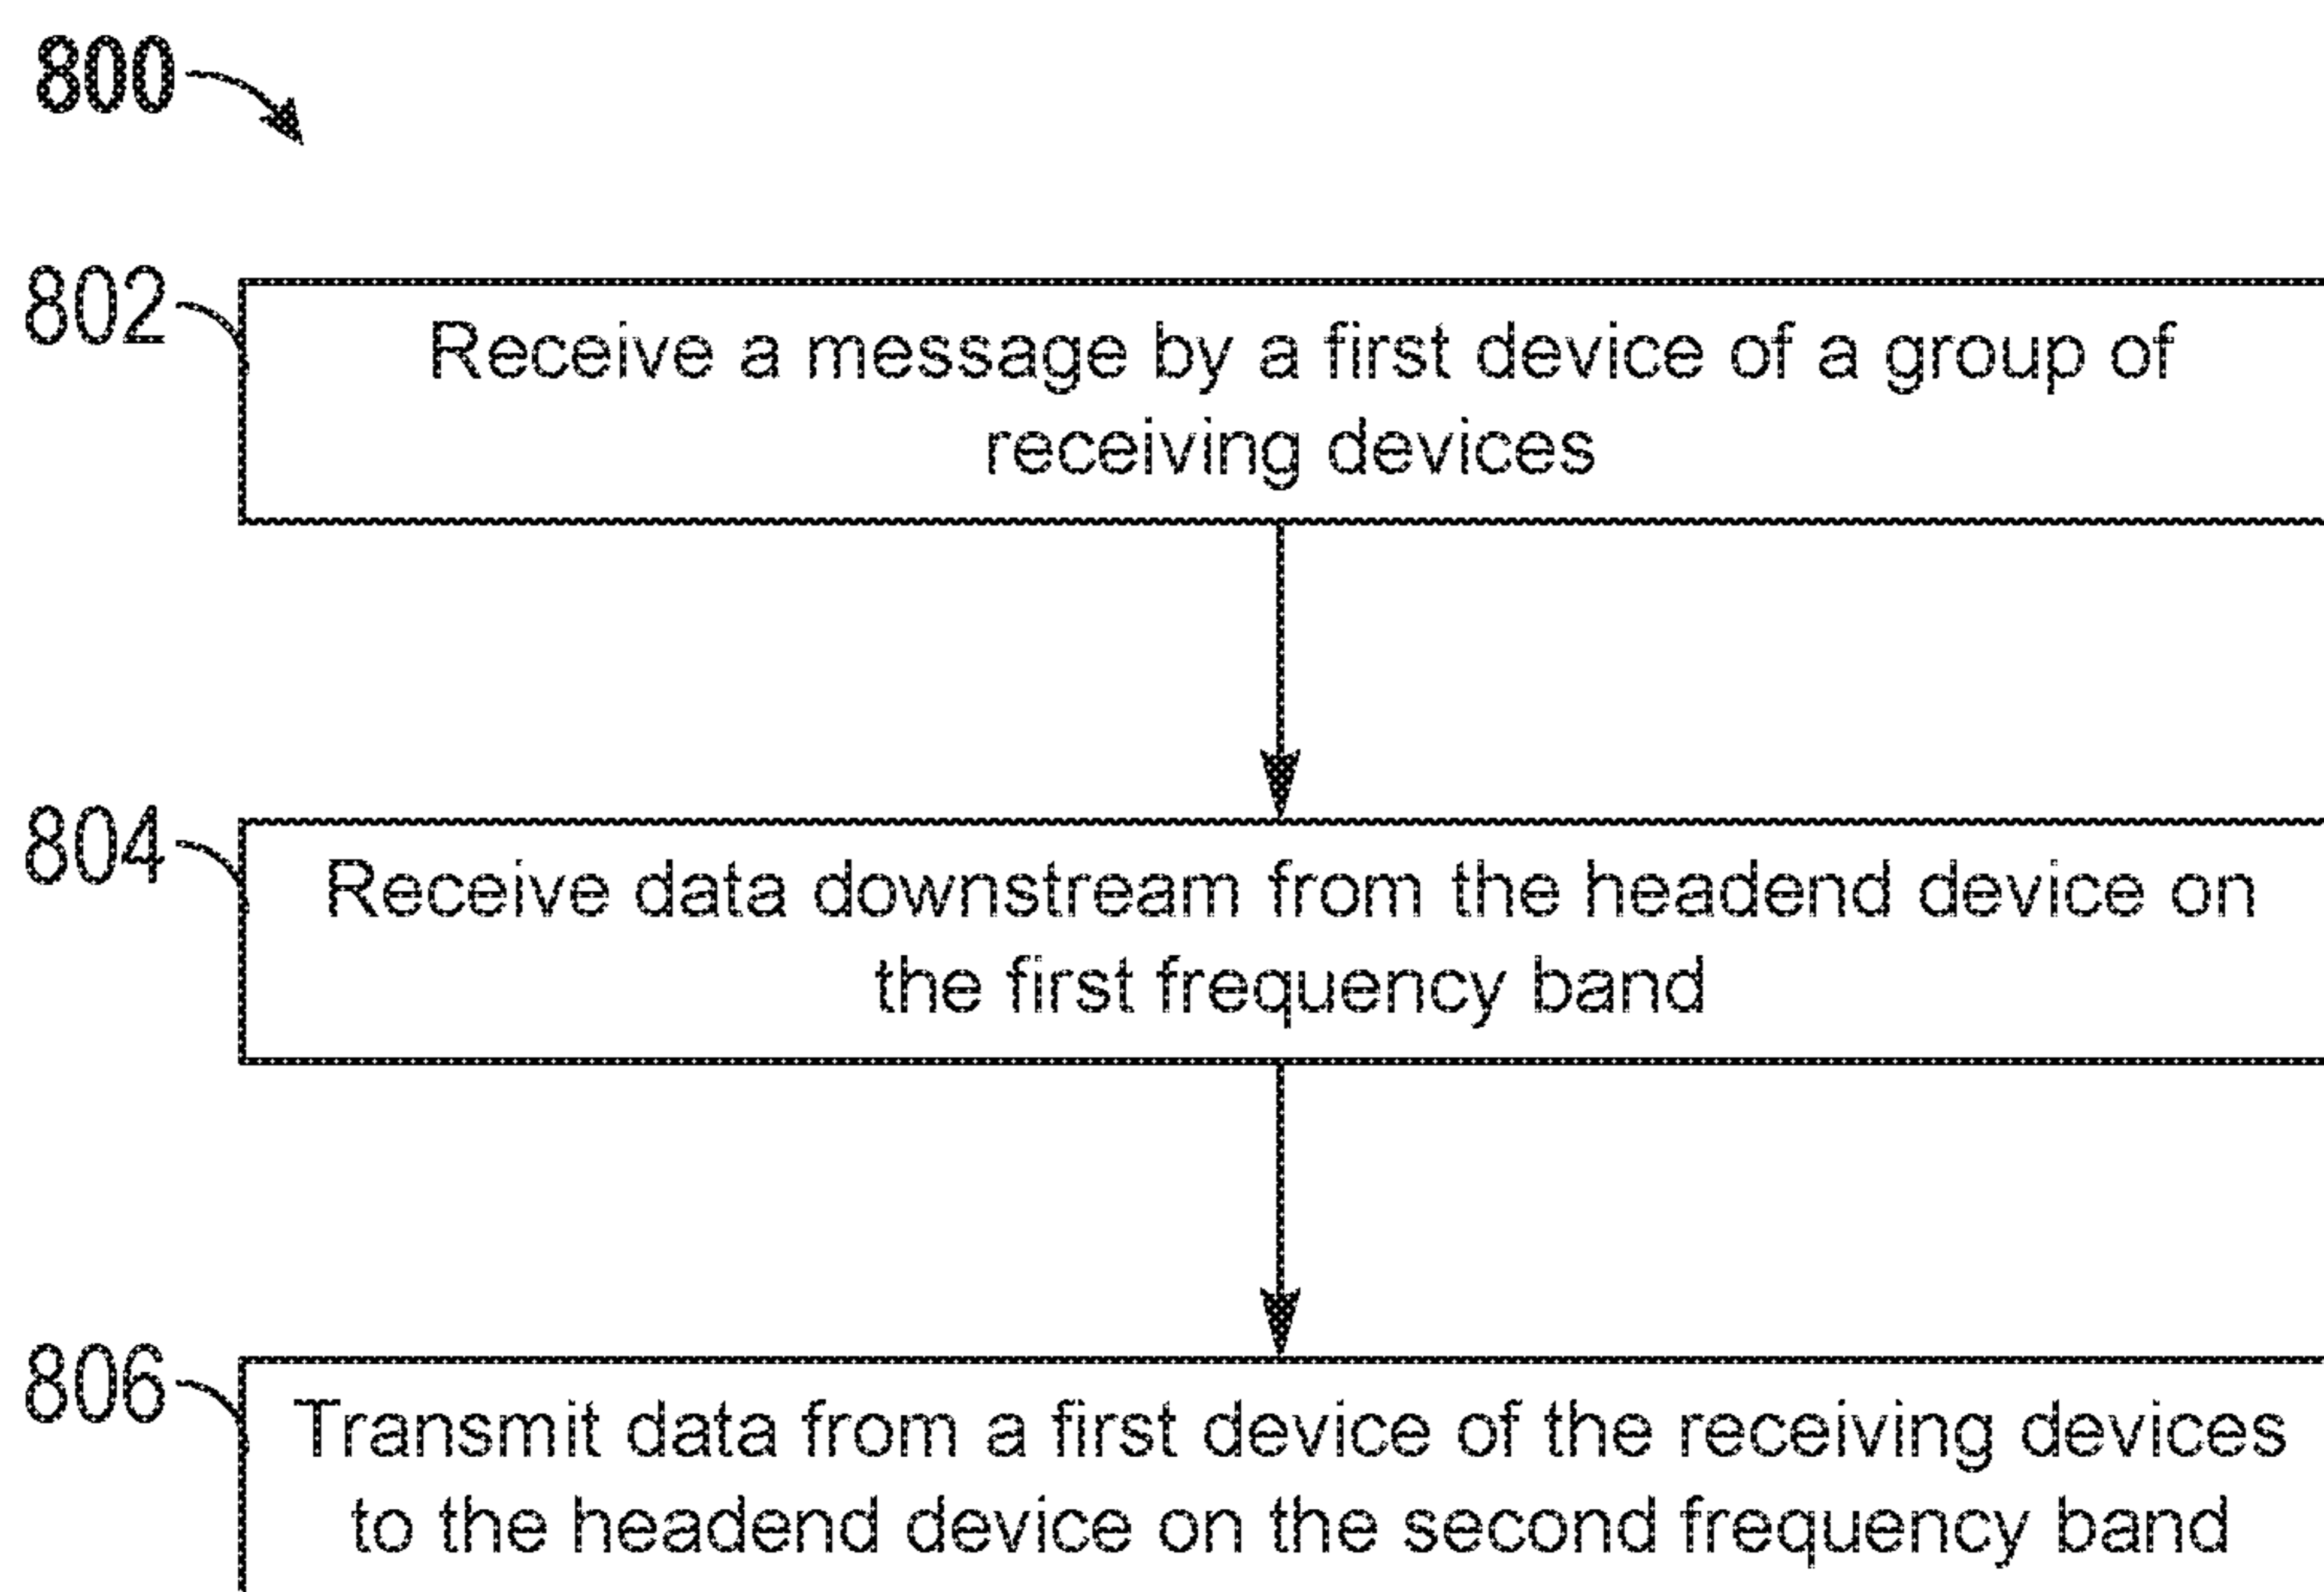 800
802
Receive a message by a first device of a group of
receiving devices
804
Receive data downstream from the headend device on
the first frequency band
806
Transmit data from a first device of the receiving devices
to the headend device on the second frequency band